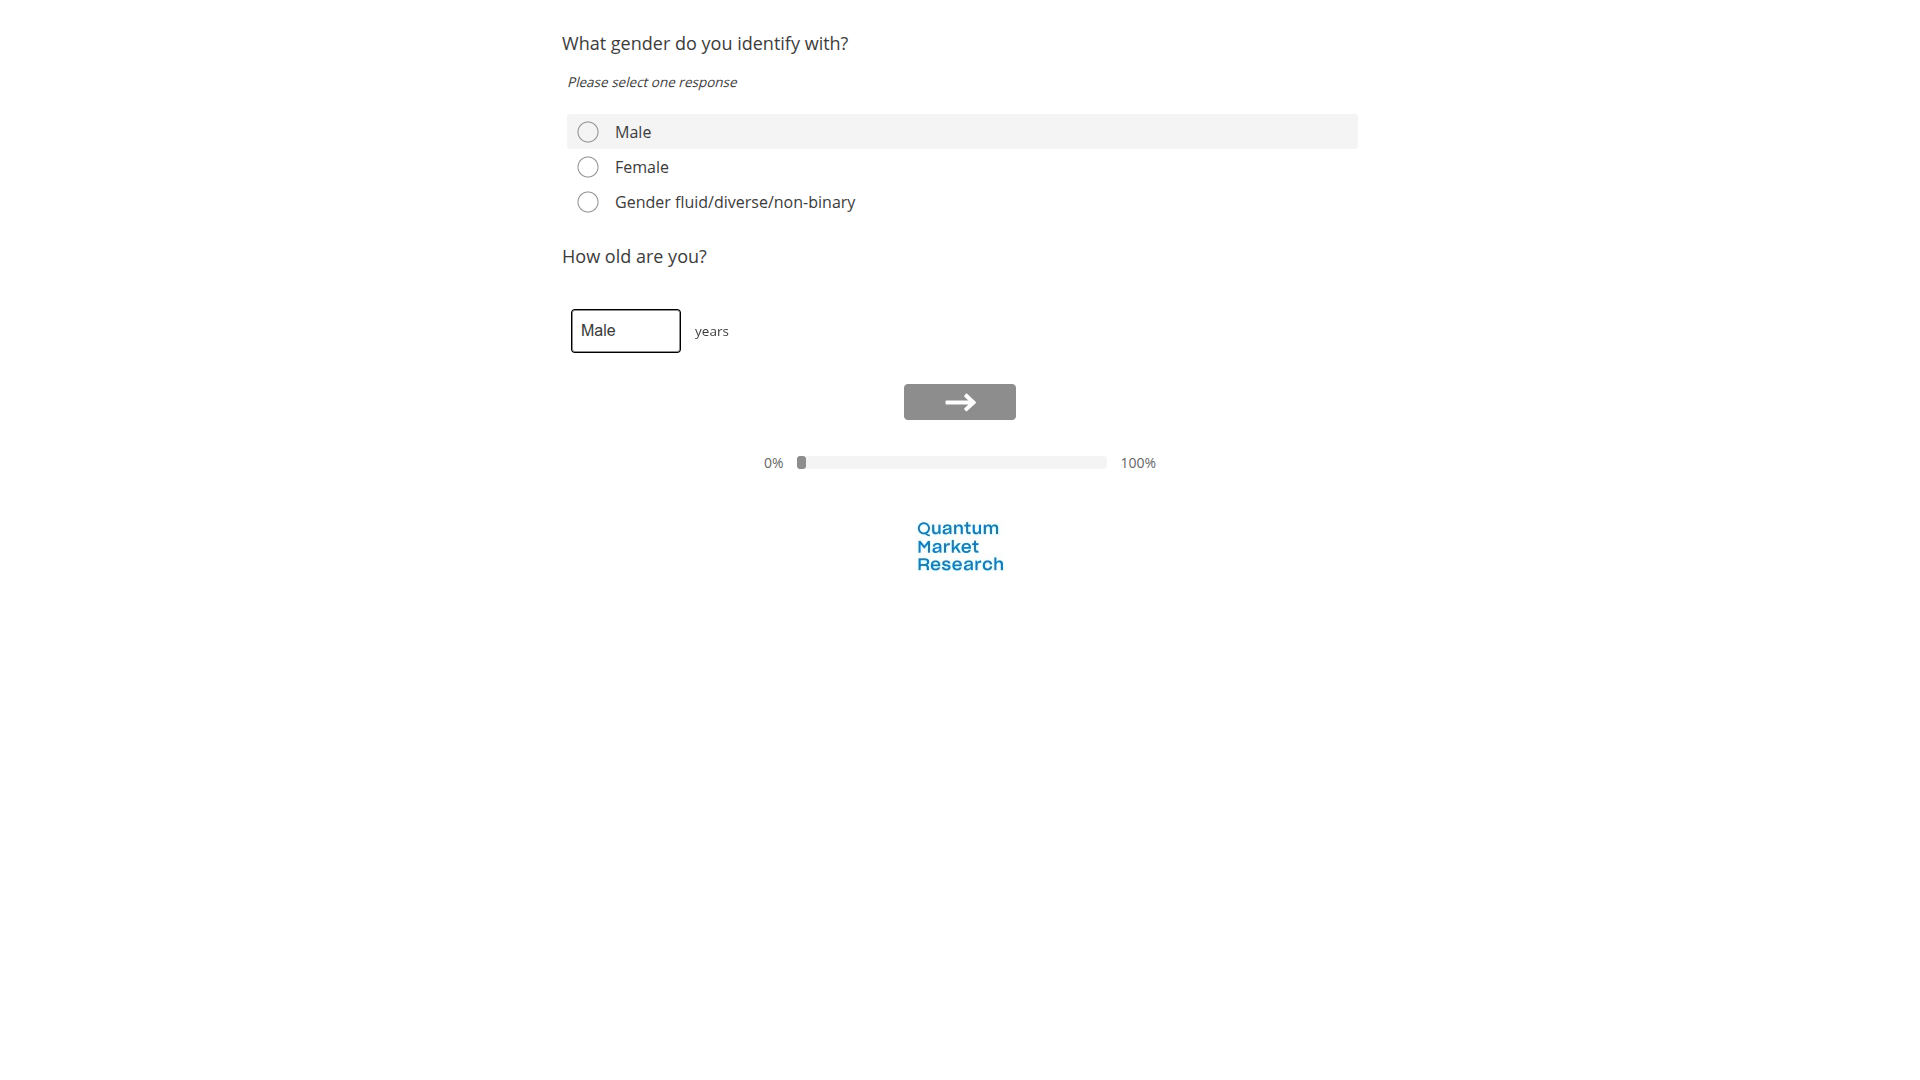 What gender do you identify with?
Please select one response
Male
Female
Gender fluid/diverse/non-binary
How old are you?
Male years
0% 100%
Quantum
Market
Research